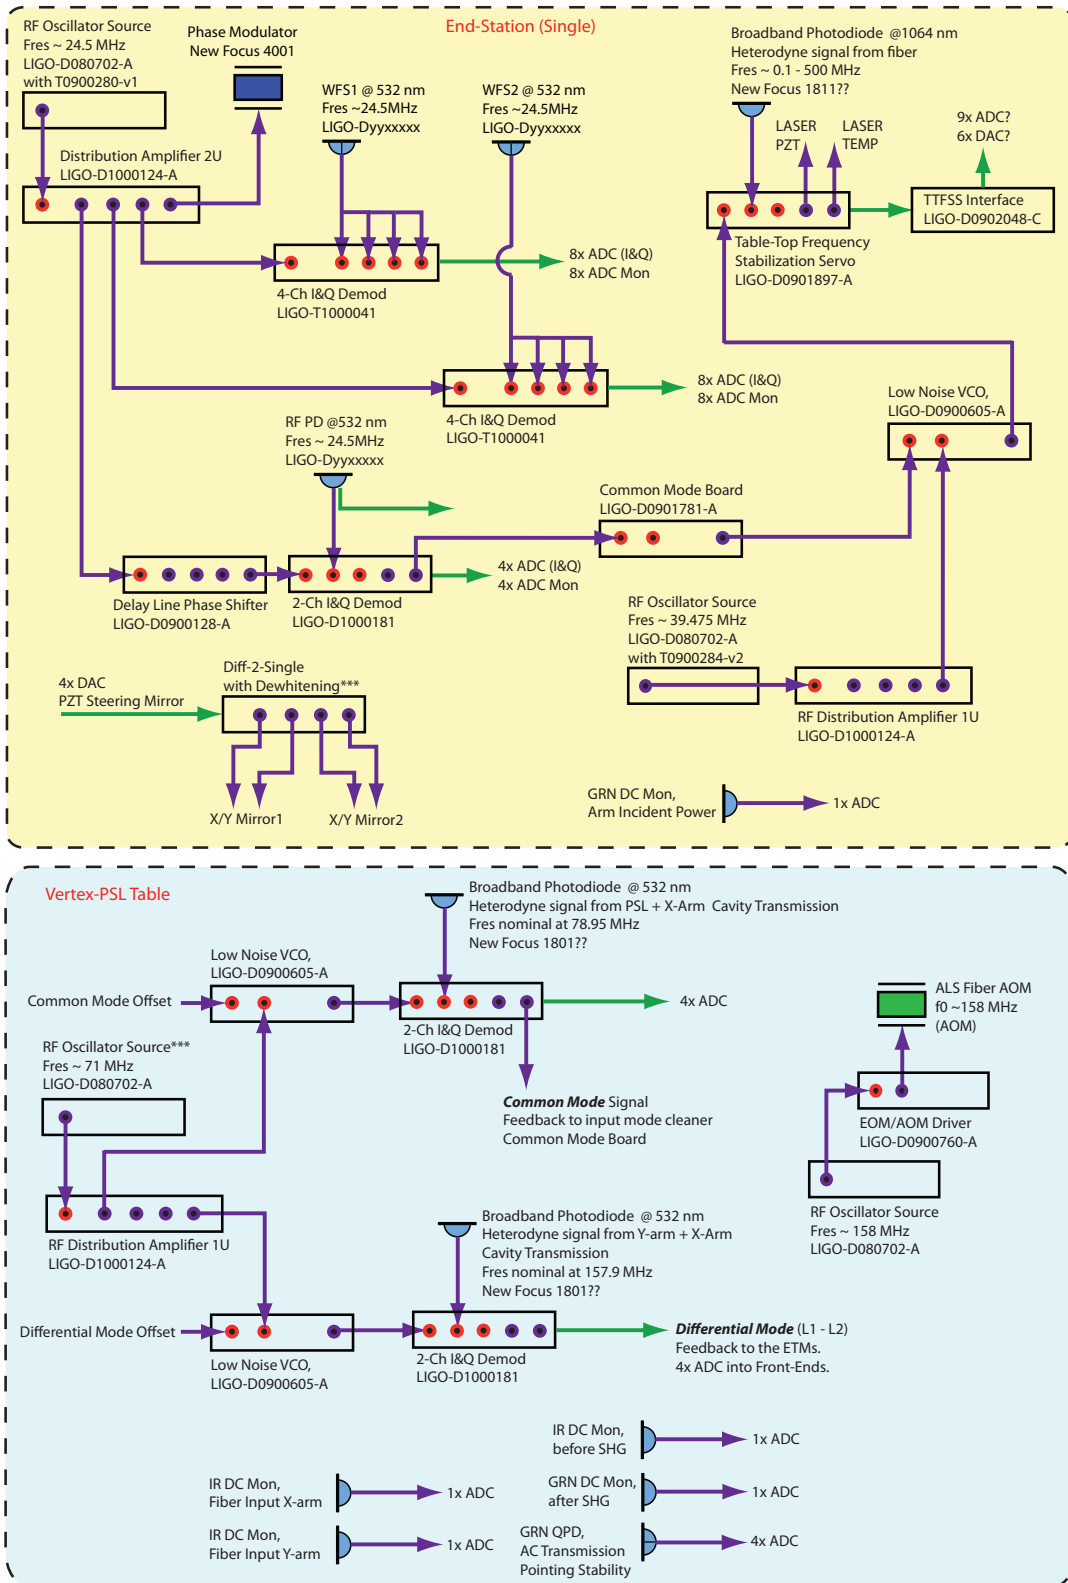 End-Station (Single)
RF Oscillator Source
Fres ~ 24.5 MHz
LIGO-D080702-A
with T0900280-v1
Phase Modulator
New Focus 4001
WFS1 @ 532 nm
Fres ~24.5MHz
LIGO-Dyyxxxxx
WFS2 @ 532 nm
Fres ~24.5MHz
LIGO-Dyyxxxxx
Broadband Photodiode @1064 nm
Heterodyne signal from fiber
Fres ~ 0.1 - 500 MHz
New Focus 1811??
LASER
PZT
LASER
TEMP
9x ADC?
6x DAC?
Distribution Amplifier 2U
LIGO-D1000124-A
TTFSS Interface
LIGO-D0902048-C
Table-Top Frequency
Stabilization Servo
LIGO-D0901897-A
8x ADC (I&Q)
8x ADC Mon
4-Ch I&Q Demod
LIGO-T1000041
8x ADC (I&Q)
8x ADC Mon
4-Ch I&Q Demod
LIGO-T1000041
Low Noise VCO,
LIGO-D0900605-A
RF PD @532 nm
Fres ~ 24.5MHz
LIGO-Dyyxxxxx
Common Mode Board
LIGO-D0901781-A
4x ADC (I&Q)
4x ADC Mon
Delay Line Phase Shifter
LIGO-D0900128-A
2-Ch I&Q Demod
LIGO-D1000181
RF Oscillator Source
Fres ~ 39.475 MHz
LIGO-D080702-A
with T0900284-v2
Diff-2-Single
with Dewhitening***
4x DAC
PZT Steering Mirror
RF Distribution Amplifier 1U
LIGO-D1000124-A
X/Y Mirror1
X/Y Mirror2
GRN DC Mon,
Arm Incident Power
1x ADC
Vertex-PSL Table
Broadband Photodiode @ 532 nm
Heterodyne signal from PSL + X-Arm Cavity Transmission
Fres nominal at 78.95 MHz
New Focus 1801??
Low Noise VCO,
LIGO-D0900605-A
Common Mode Offset
4x ADC
ALS Fiber AOM
f0 ~158 MHz
(AOM)
2-Ch I&Q Demod
LIGO-D1000181
RF Oscillator Source***
Fres ~ 71 MHz
LIGO-D080702-A
Common Mode Signal
Feedback to input mode cleaner
Common Mode Board
EOM/AOM Driver
LIGO-D0900760-A
RF Oscillator Source
Fres ~ 158 MHz
LIGO-D080702-A
RF Distribution Amplifier 1U
LIGO-D1000124-A
Broadband Photodiode @ 532 nm
Heterodyne signal from Y-arm + X-Arm
Cavity Transmission
Fres nominal at 157.9 MHz
New Focus 1801??
Differential Mode Offset
Low Noise VCO,
LIGO-D0900605-A
2-Ch I&Q Demod
LIGO-D1000181
Differential Mode (L1 - L2)
Feedback to the ETMs.
4x ADC into Front-Ends.
IR DC Mon,
before SHG
1x ADC
IR DC Mon,
Fiber Input X-arm
1x ADC
GRN DC Mon,
after SHG
1x ADC
IR DC Mon,
Fiber Input Y-arm
1x ADC
GRN QPD,
AC Transmission
Pointing Stability
4x ADC